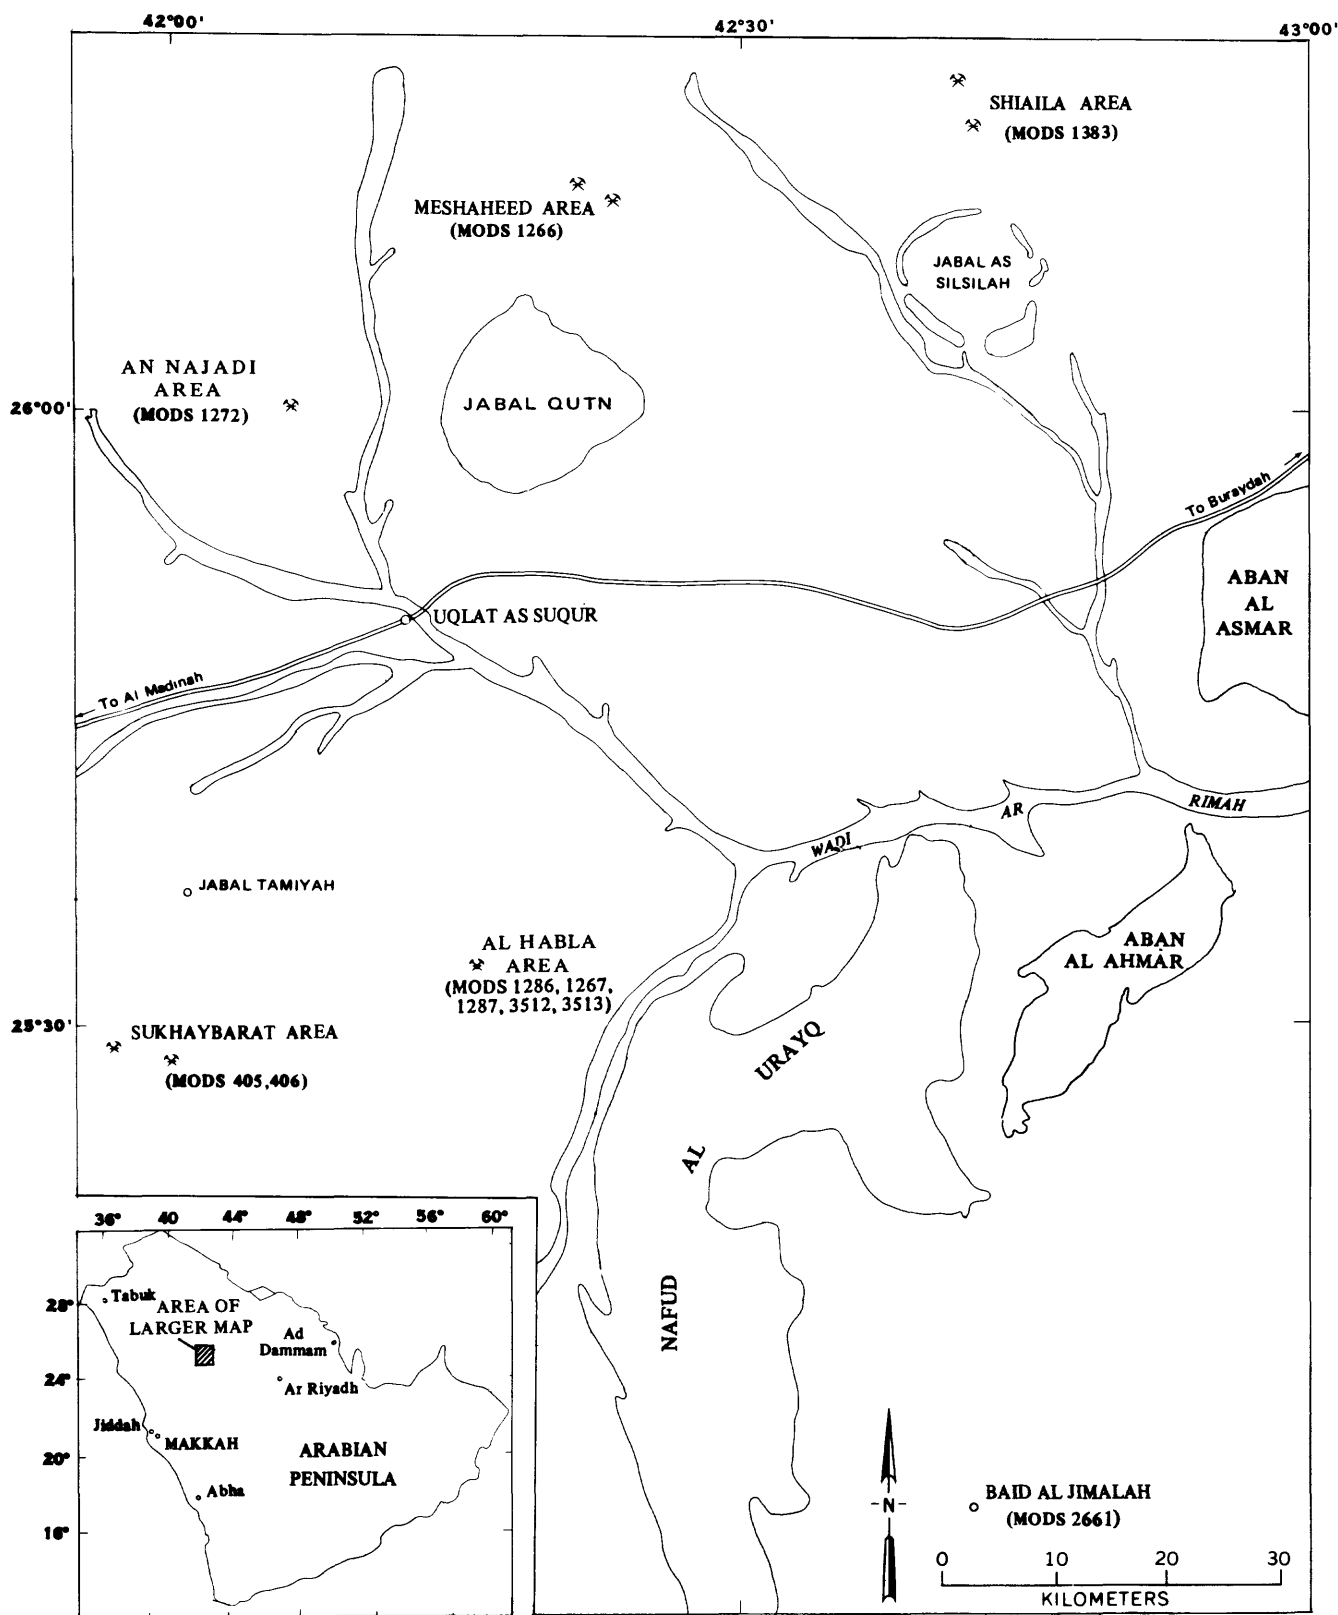 42°00'
42°30'
43°00'
SHIAILA AREA
(MODS 1383)
MESHAHEED AREA
(MODS 1266)
JABAL AS
SILSILAH
AN NAJADI
AREA
(MODS 1272)
JABAL QUTN
26°00'
To Buraydah
ABAN
AL
ASMAR
UQLAT AS SUQUR
To Al Madinah
WADI
AR
RIMAH
JABAL TAMIYAH
AL HABLA
AREA
(MODS 1286, 1267,
1287, 3512, 3513)
ABAN
AL AHMAR
25°30'
SUKHAYBARAT AREA
(MODS 405,406)
URAYQ
AL
NAFUD
36°
40
44°
48°
52°
56°
60°
28°
24°
20°
16°
Tabuk
AREA OF
LARGER MAP
Ad
Dammam
Ar Riyadh
Jiddah
MAKKAH
ARABIAN
PENINSULA
Abha
-N-
BAID AL JIMALAH
(MODS 2661)
0 10 20 30
KILOMETERS